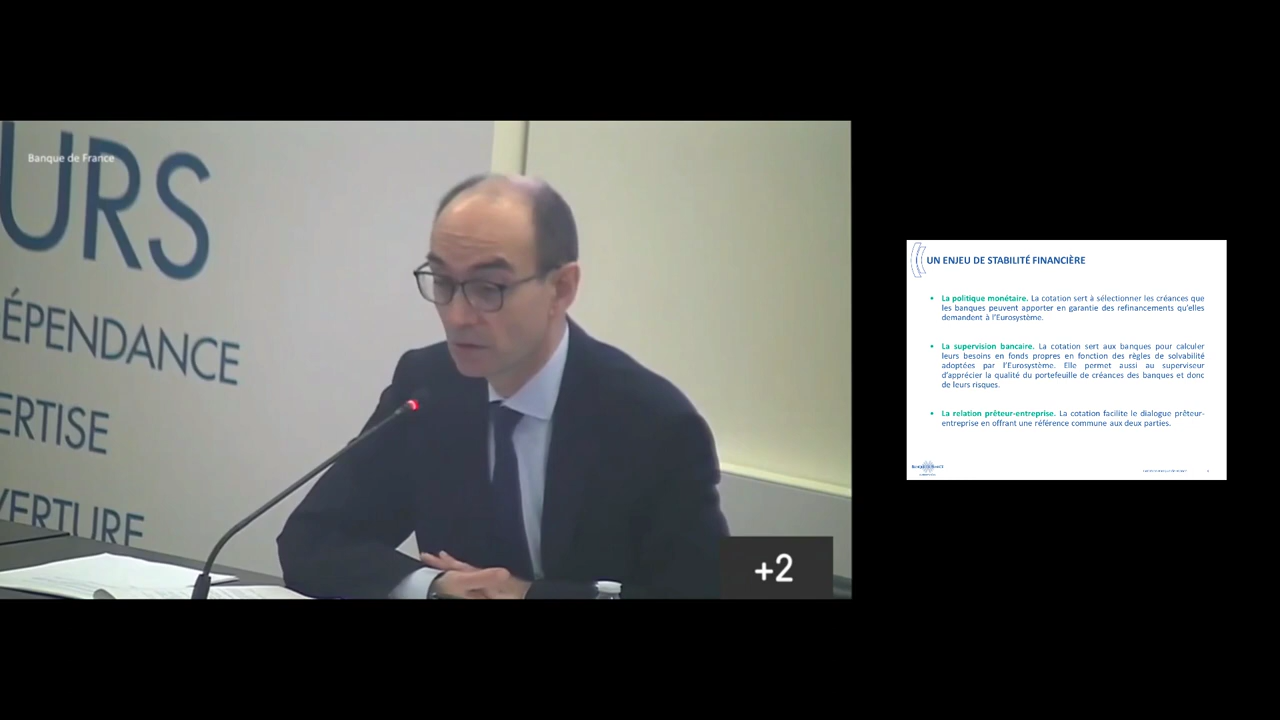 Banque de France
URS
ÉPENDANCE
ERTISE
VERTURE
+2
UN ENJEU DE STABILITÉ FINANCIÈRE
• La politique monétaire. La cotation sert à sélectionner les créances que
les banques peuvent apporter en garantie des refinancements qu'elles
demandent à l'Eurosystème.
• La supervision bancaire. La cotation sert aux banques pour calculer
leurs besoins en fonds propres en fonction des règles de solvabilité
adoptées par l'Eurosystème. Elle permet aussi au superviseur
d'apprécier la qualité du portefeuille de créances des banques et donc
de leurs risques.
• La relation prêteur-entreprise. La cotation facilite le dialogue prêteur-
entreprise en offrant une référence commune aux deux parties.
BANQUE DE FRANCE